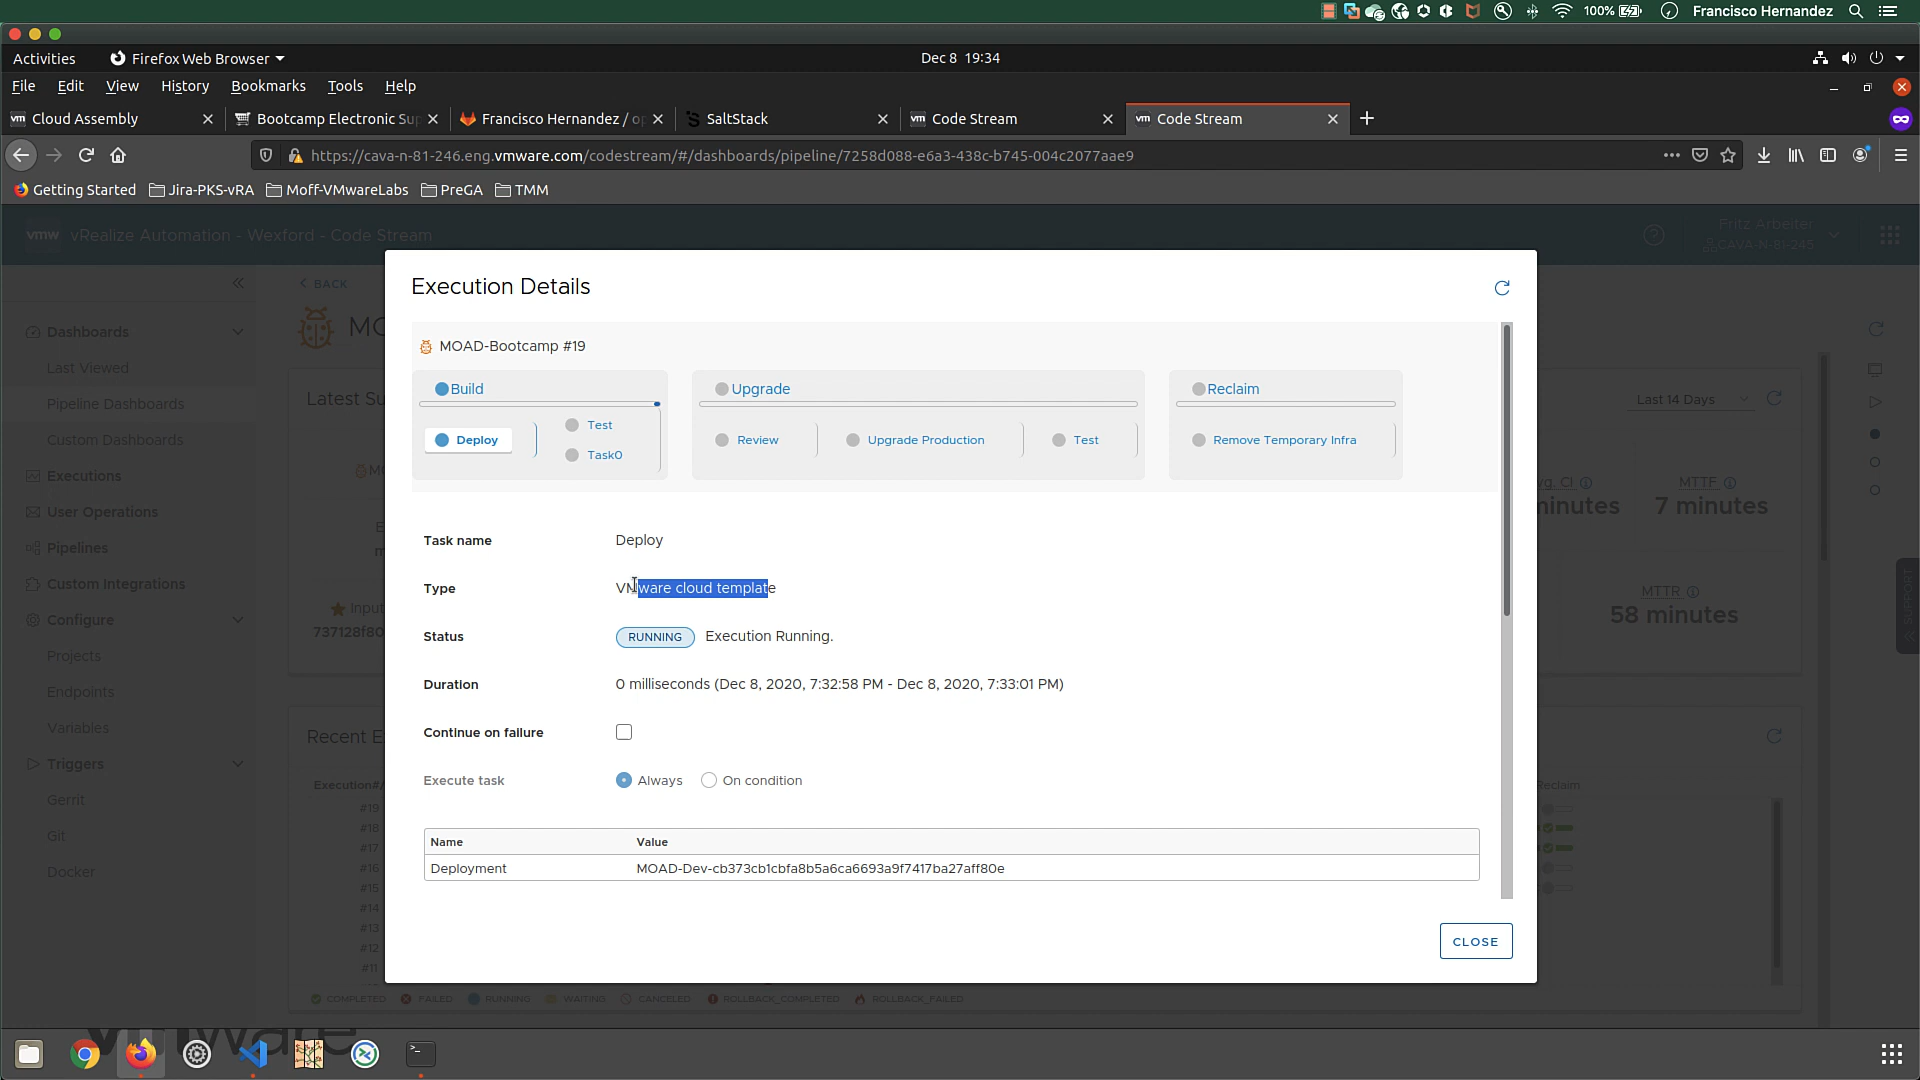 100%
Francisco Hernandez
Activities
Firefox Web Browser
Dec 8 19:34
File Edit View History Bookmarks Tools Help
Cloud Assembly
Bootcamp Electronic Sup
Francisco Hernandez / op
SaltStack
Code Stream
Code Stream
https://cava-n-81-246.eng.vmware.com/codestream/#/dashboards/pipeline/7258d088-e6a3-438c-b745-004c2077aae9
Getting Started
Jira-PKS-vRA
Moff-VMwareLabs
PreGA
TMM
vmw vRealize Automation - Wexford - Code Stream
Fritz Arbeiter
CAVA-N-81-245
BACK
Dashboards
Last Viewed
Pipeline Dashboards
Custom Dashboards
Executions
User Operations
Pipelines
Custom Integrations
Configure
Projects
Endpoints
Variables
Triggers
Gerrit
Git
Docker
Latest Su
Input
737128f80
Recent E
Execution#
#19
#18
#17
#16
#15
#14
#13
#12
#11
Last 14 Days
vg. CI
minutes
MTTF
7 minutes
MTTR
58 minutes
Reclaim
SUPPORT
Execution Details
MOAD-Bootcamp #19
Build
Deploy
Test
Task0
Upgrade
Review
Upgrade Production
Test
Reclaim
Remove Temporary Infra
Task name Deploy
Type VMware cloud template
Status RUNNING Execution Running.
Duration 0 milliseconds (Dec 8, 2020, 7:32:58 PM - Dec 8, 2020, 7:33:01 PM)
Continue on failure
Execute task Always On condition
Name Value
Deployment MOAD-Dev-cb373cb1cbfa8b5a6ca6693a9f7417ba27aff80e
CLOSE
COMPLETED FAILED RUNNING WAITING CANCELED ROLLBACK_COMPLETED ROLLBACK_FAILED
vmware